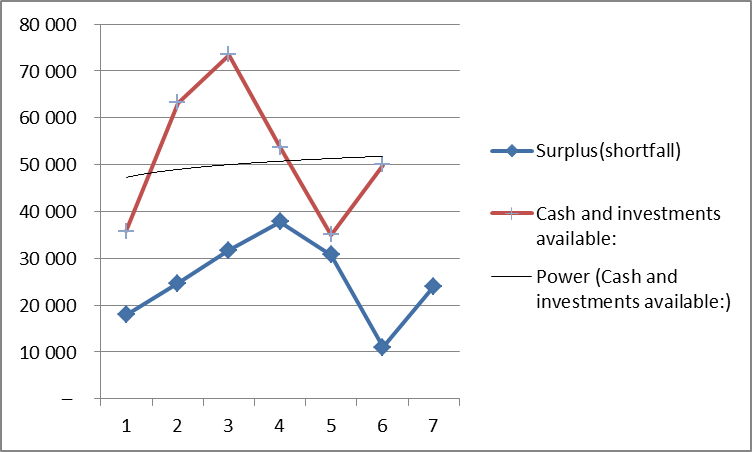 80 000
70 000
60 000
50 000
40 000
30 000
20 000
10 000
–
1 2 3 4 5 6 7
Surplus(shortfall)
Cash and investments
available:
Power (Cash and
investments available:)